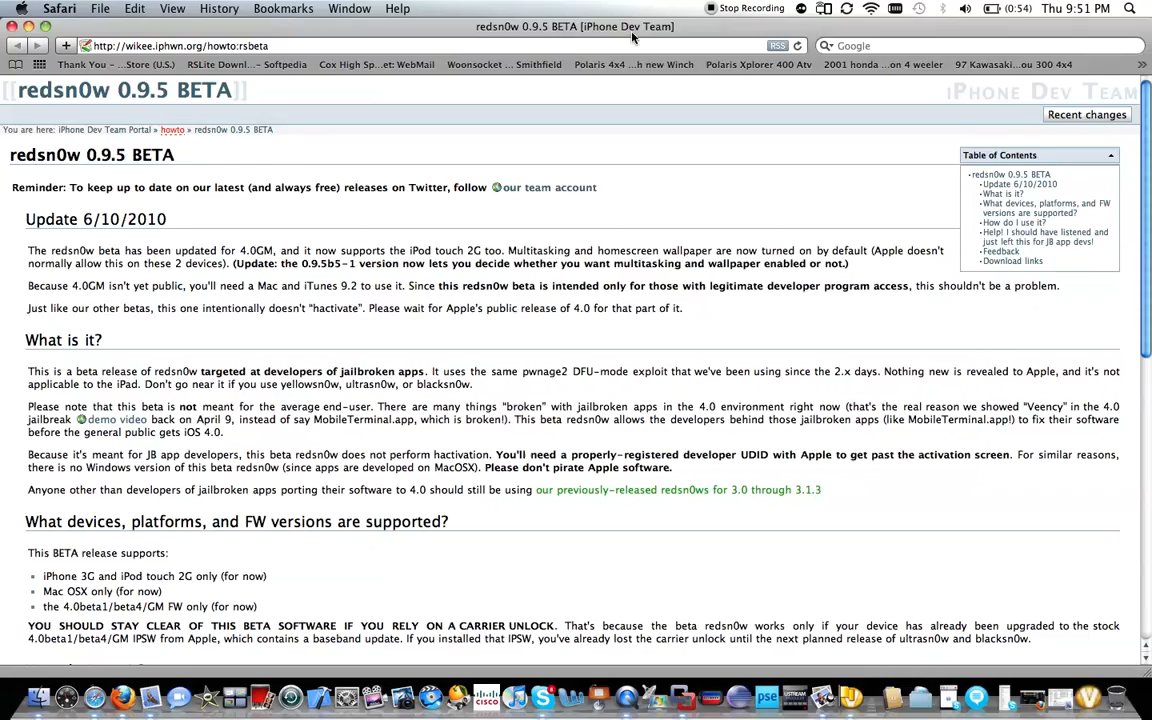 Safari File Edit View History Bookmarks Window Help Stop Recording (0:54) Thu 9:51 PM
redsn0w 0.9.5 BETA [iPhone Dev Team]
http://wikee.iphwn.org/howto:rsbeta RSS Google
Thank You – ...Store (U.S.) RSLite Downl...– Softpedia Cox High Sp...et: WebMail Woonsocket ... Smithfield Polaris 4x4 ...h new Winch Polaris Xplorer 400 Atv 2001 honda ...on 4 weeler 97 Kawasaki...ou 300 4x4 »
[[redsn0w 0.9.5 BETA]] iPhone Dev Team
Recent changes
You are here: iPhone Dev Team Portal » howto » redsn0w 0.9.5 BETA
redsn0w 0.9.5 BETA
Reminder: To keep up to date on our latest (and always free) releases on Twitter, follow our team account
Update 6/10/2010
The redsn0w beta has been updated for 4.0GM, and it now supports the iPod touch 2G too. Multitasking and homescreen wallpaper are now turned on by default (Apple doesn't
normally allow this on these 2 devices). (Update: the 0.9.5b5-1 version now lets you decide whether you want multitasking and wallpaper enabled or not.)
Because 4.0GM isn't yet public, you'll need a Mac and iTunes 9.2 to use it. Since this redsn0w beta is intended only for those with legitimate developer program access, this shouldn't be a problem.
Just like our other betas, this one intentionally doesn't “hactivate”. Please wait for Apple's public release of 4.0 for that part of it.
Table of Contents
redsn0w 0.9.5 BETA
Update 6/10/2010
What is it?
What devices, platforms, and FW
versions are supported?
How do I use it?
Help! I should have listened and
just left this for JB app devs!
Feedback
Download links
What is it?
This is a beta release of redsn0w targeted at developers of jailbroken apps. It uses the same pwnage2 DFU-mode exploit that we've been using since the 2.x days. Nothing new is revealed to Apple, and it's not
applicable to the iPad. Don't go near it if you use yellowsn0w, ultrasn0w, or blacksn0w.
Please note that this beta is not meant for the average end-user. There are many things “broken” with jailbroken apps in the 4.0 environment right now (that's the real reason we showed “Veency” in the 4.0
jailbreak demo video back on April 9, instead of say MobileTerminal.app, which is broken!). This beta redsn0w allows the developers behind those jailbroken apps (like MobileTerminal.app!) to fix their software
before the general public gets iOS 4.0.
Because it's meant for JB app developers, this beta redsn0w does not perform hactivation. You'll need a properly-registered developer UDID with Apple to get past the activation screen. For similar reasons,
there is no Windows version of this beta redsn0w (since apps are developed on MacOSX). Please don't pirate Apple software.
Anyone other than developers of jailbroken apps porting their software to 4.0 should still be using our previously-released redsn0ws for 3.0 through 3.1.3
What devices, platforms, and FW versions are supported?
This BETA release supports:
iPhone 3G and iPod touch 2G only (for now)
Mac OSX only (for now)
the 4.0beta1/beta4/GM FW only (for now)
YOU SHOULD STAY CLEAR OF THIS BETA SOFTWARE IF YOU RELY ON A CARRIER UNLOCK. That's because the beta redsn0w works only if your device has already been upgraded to the stock
4.0beta1/beta4/GM IPSW from Apple, which contains a baseband update. If you installed that IPSW, you've already lost the carrier unlock until the next planned release of ultrasn0w and blacksn0w.
cisco pse